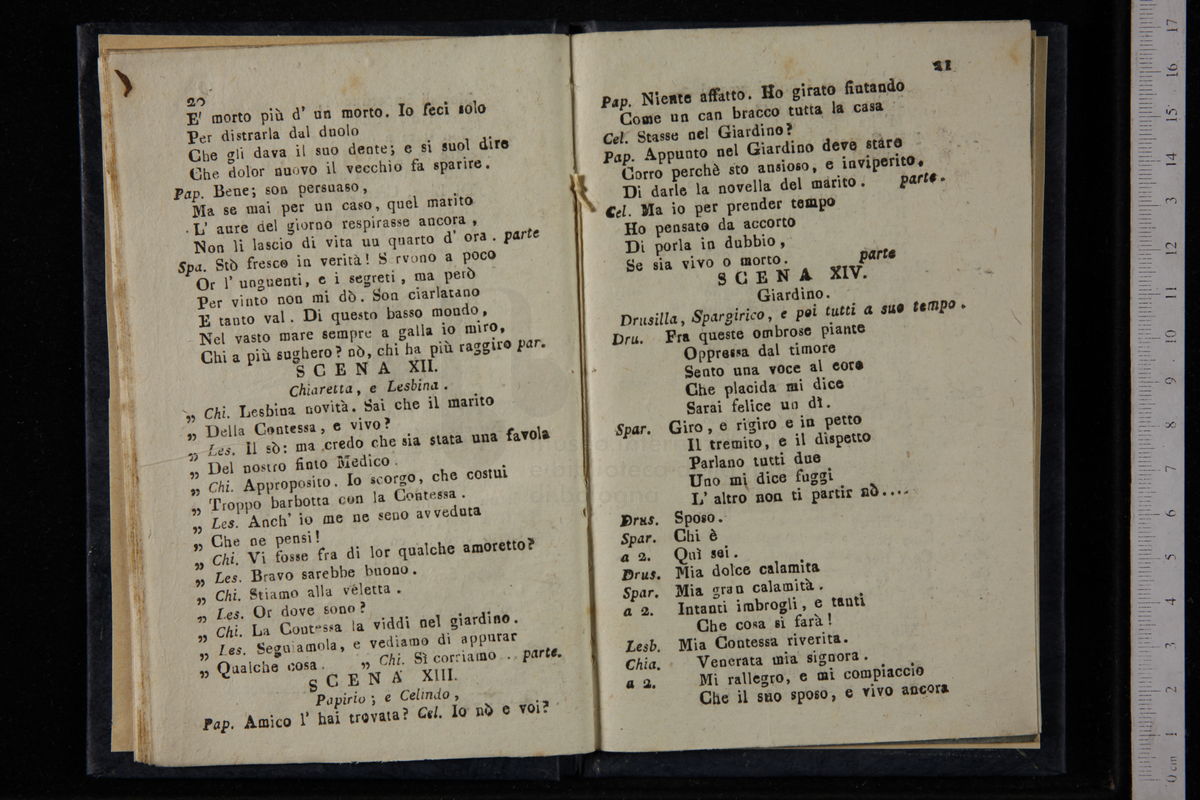 20
E' morto più d' un morto. Io feci solo
Per distrarla dal duolo
Che gli dava il suo dente; e si suol dire
Che dolor nuovo il vecchio fa sparire.
Pap. Bene; son persuaso,
Ma se mai per un caso, quel marito
L' aure del giorno respirasse ancora,
Non li lascio di vita uu quarto d' ora. parte
Spa. Stò fresco in verità! S rvono a poco
Or l' unguenti, e i segreti, ma però
Per vinto non mi dò. Son ciarlatano
E tanto val. Di questo basso mondo,
Nel vasto mare sempre a galla io miro,
Chi a più sughero? nò, chi ha più raggiro par.
SCENA XII.
Chiaretta, e Lesbina.
„ Chi. Lesbina novità. Sai che il marito
„ Della Contessa, e vivo?
„ Les. Il sò: ma credo che sia stata una favola
„ Del nostro finto Medico.
„ Chi. Approposito. Io scorgo, che costui
„ Troppo barbotta con la Contessa.
„ Les. Anch' io me ne seno avveduta
„ Che ne pensi!
„ Chi. Vi fosse fra di lor qualche amoretto?
„ Les. Bravo sarebbe buono.
„ Chi. Stiamo alla veletta.
„ Les. Or dove sono?
„ Chi. La Contessa la viddi nel giardino.
„ Les. Seguiamola, e vediamo di appurar
„ Qualche cosa. „ Chi. Sì corriamo .. parte.
SCENA XIII.
Papirio; e Celindo,
Pap. Amico l' hai trovata? Cel. Io nò e voi?
21
Pap. Niente affatto. Ho girato fiutando
Come un can bracco tutta la casa
Cel. Stasse nel Giardino?
Pap. Appunto nel Giardino deve stare
Corro perchè sto ansioso, e inviperito,
Di darle la novella del marito. parte.
Cel. Ma io per prender tempo
Ho pensato da accorto
Di porla in dubbio,
Se sia vivo o morto. parte
SCENA XIV.
Giardino.
Drusilla, Spargirico, e poi tutti a suo tempo.
Dru. Fra queste ombrose piante
Oppressa dal timore
Sento una voce al core
Che placida mi dice
Sarai felice un dì.
Spar. Giro, e rigiro e in petto
Il tremito, e il dispetto
Parlano tutti due
Uno mi dice fuggi
L' altro non ti partir nò....
Drus. Sposo.
Spar. Chi è
a 2. Quì sei.
Drus. Mia dolce calamita
Spar. Mia gran calamità.
a 2. Intanti imbrogli, e tanti
Che cosa si farà!
Lesb. Mia Contessa riverita.
Chia. Venerata mia signora.
a 2. Mi rallegro, e mi compiaccio
Che il suo sposo, e vivo ancora